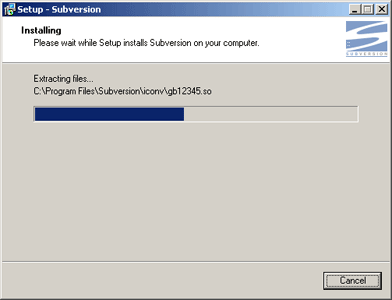 Setup - Subversion
Installing
Please wait while Setup installs Subversion on your computer.
SUBVERSION
Extracting files...
C:\Program Files\Subversion\iconv\gb12345.so
Cancel